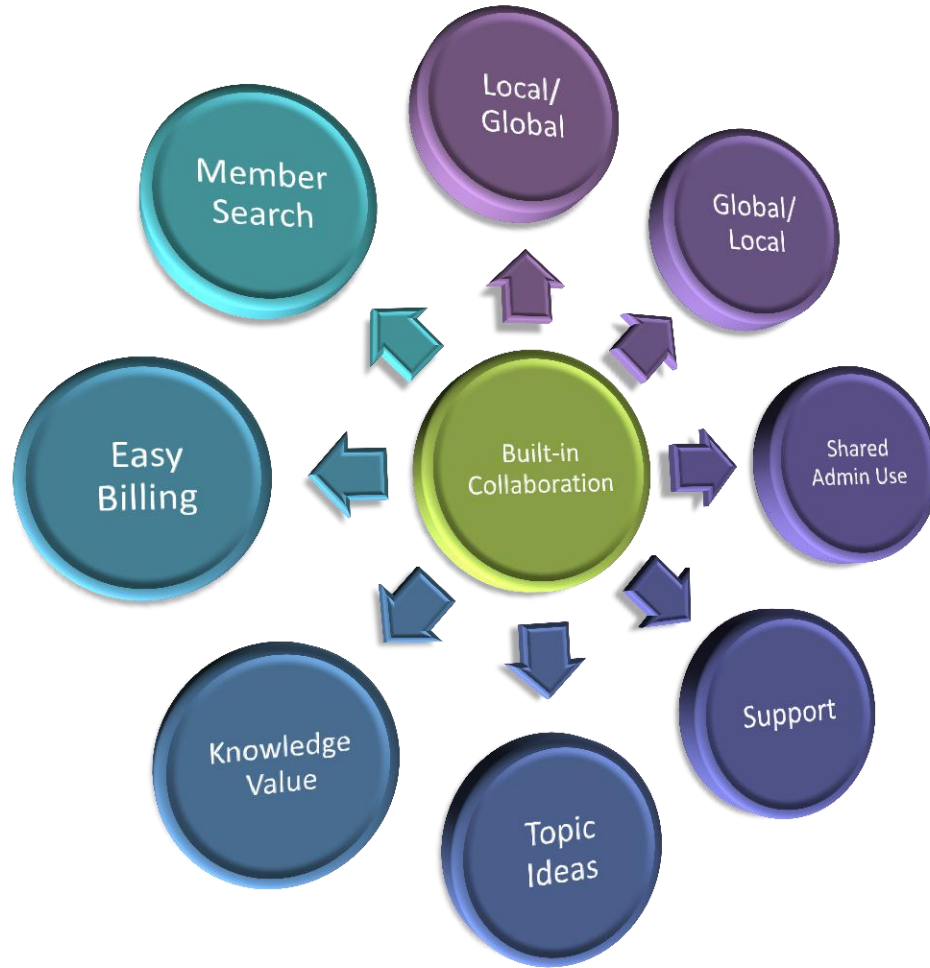 Local/
Global
Global/
Local
Shared
Admin Use
Support
Topic
Ideas
Knowledge
Value
Easy
Billing
Member
Search
Built-in
Collaboration